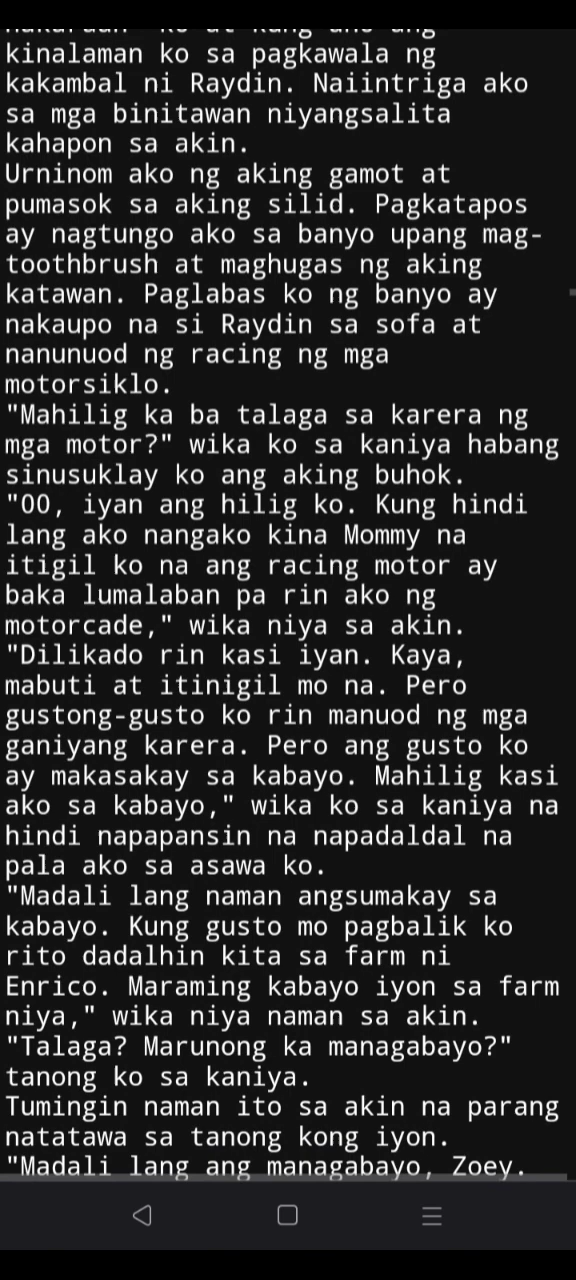 kinalaman ko sa pagkawala ng
kakambal ni Raydin. Naiintriga ako
sa mga binitawan niyangsalita
kahapon sa akin.
Urninom ako ng aking gamot at
pumasok sa aking silid. Pagkatapos
ay nagtungo ako sa banyo upang mag-
toothbrush at maghugas ng aking
katawan. Paglabas ko ng banyo ay
nakaupo na si Raydin sa sofa at
nanunuod ng racing ng mga
motorsiklo.
"Mahilig ka ba talaga sa karera ng
mga motor?" wika ko sa kaniya habang
sinusuklay ko ang aking buhok.
"00, iyan ang hilig ko. Kung hindi
lang ako nangako kina Mommy na
itigil ko na ang racing motor ay
baka lumalaban pa rin ako ng
motorcade," wika niya sa akin.
"Dilikado rin kasi iyan. Kaya,
mabuti at itinigil mo na. Pero
gustong-gusto ko rin manuod ng mga
ganiyang karera. Pero ang gusto ko
ay makasakay sa kabayo. Mahilig kasi
ako sa kabayo," wika ko sa kaniya na
hindi napapansin na napadaldal na
pala ako sa asawa ko.
"Madali lang naman angsumakay sa
kabayo. Kung gusto mo pagbalik ko
rito dadalhin kita sa farm ni
Enrico. Maraming kabayo iyon sa farm
niya," wika niya naman sa akin.
"Talaga? Marunong ka managabayo?"
tanong ko sa kaniya.
Tumingin naman ito sa akin na parang
natatawa sa tanong kong iyon.
"Madali lang ang managabayo, Zoey.